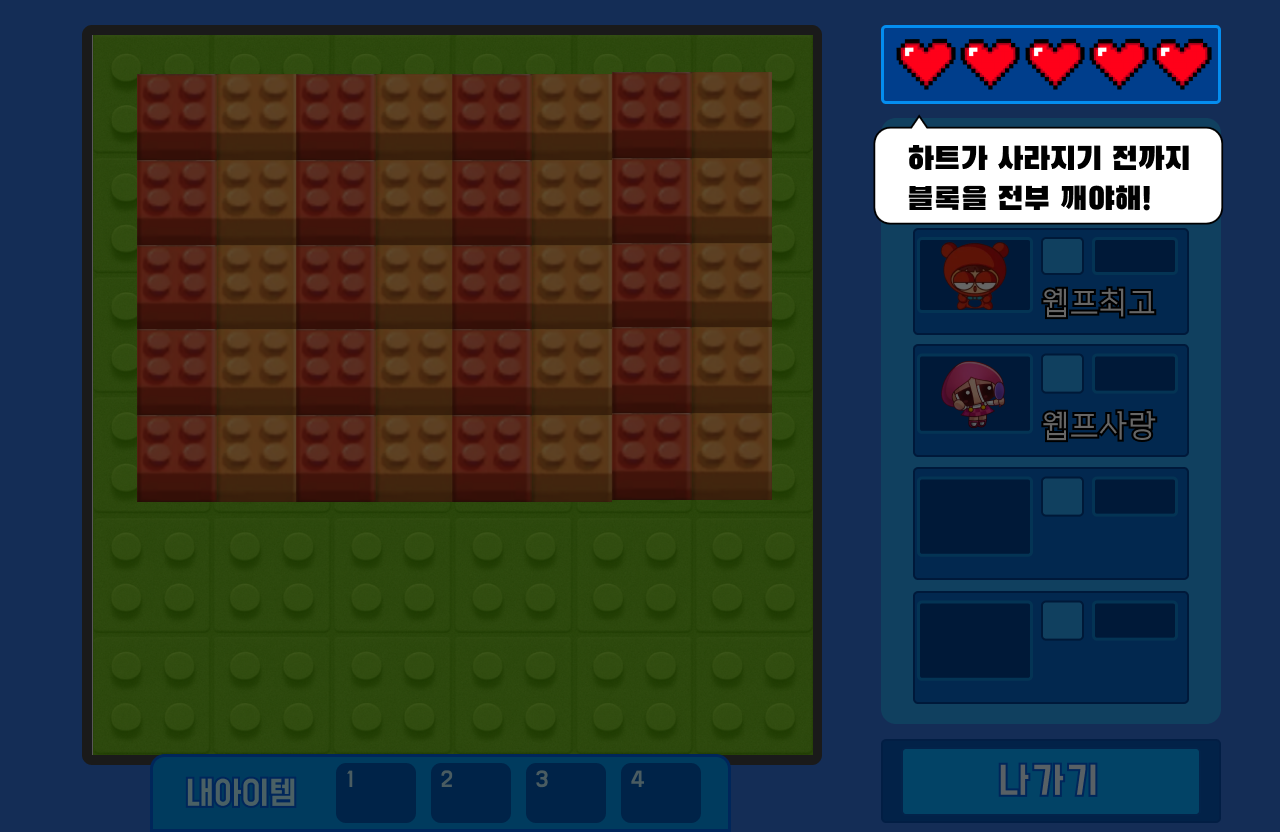 하트가 사라지기 전까지
블록을 전부 깨야해!
웹프최고
웹프사랑
내아이템
1
2
3
4
나가기